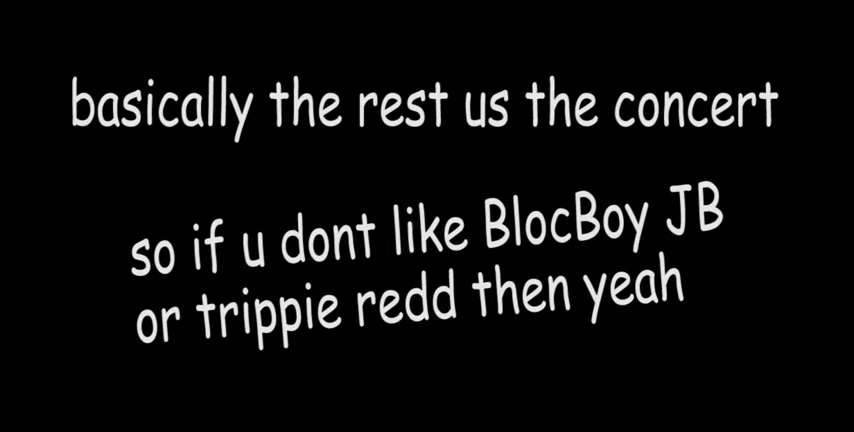 basically the rest us the concert
so if u dont like BlocBoy JB
or trippie redd then yeah